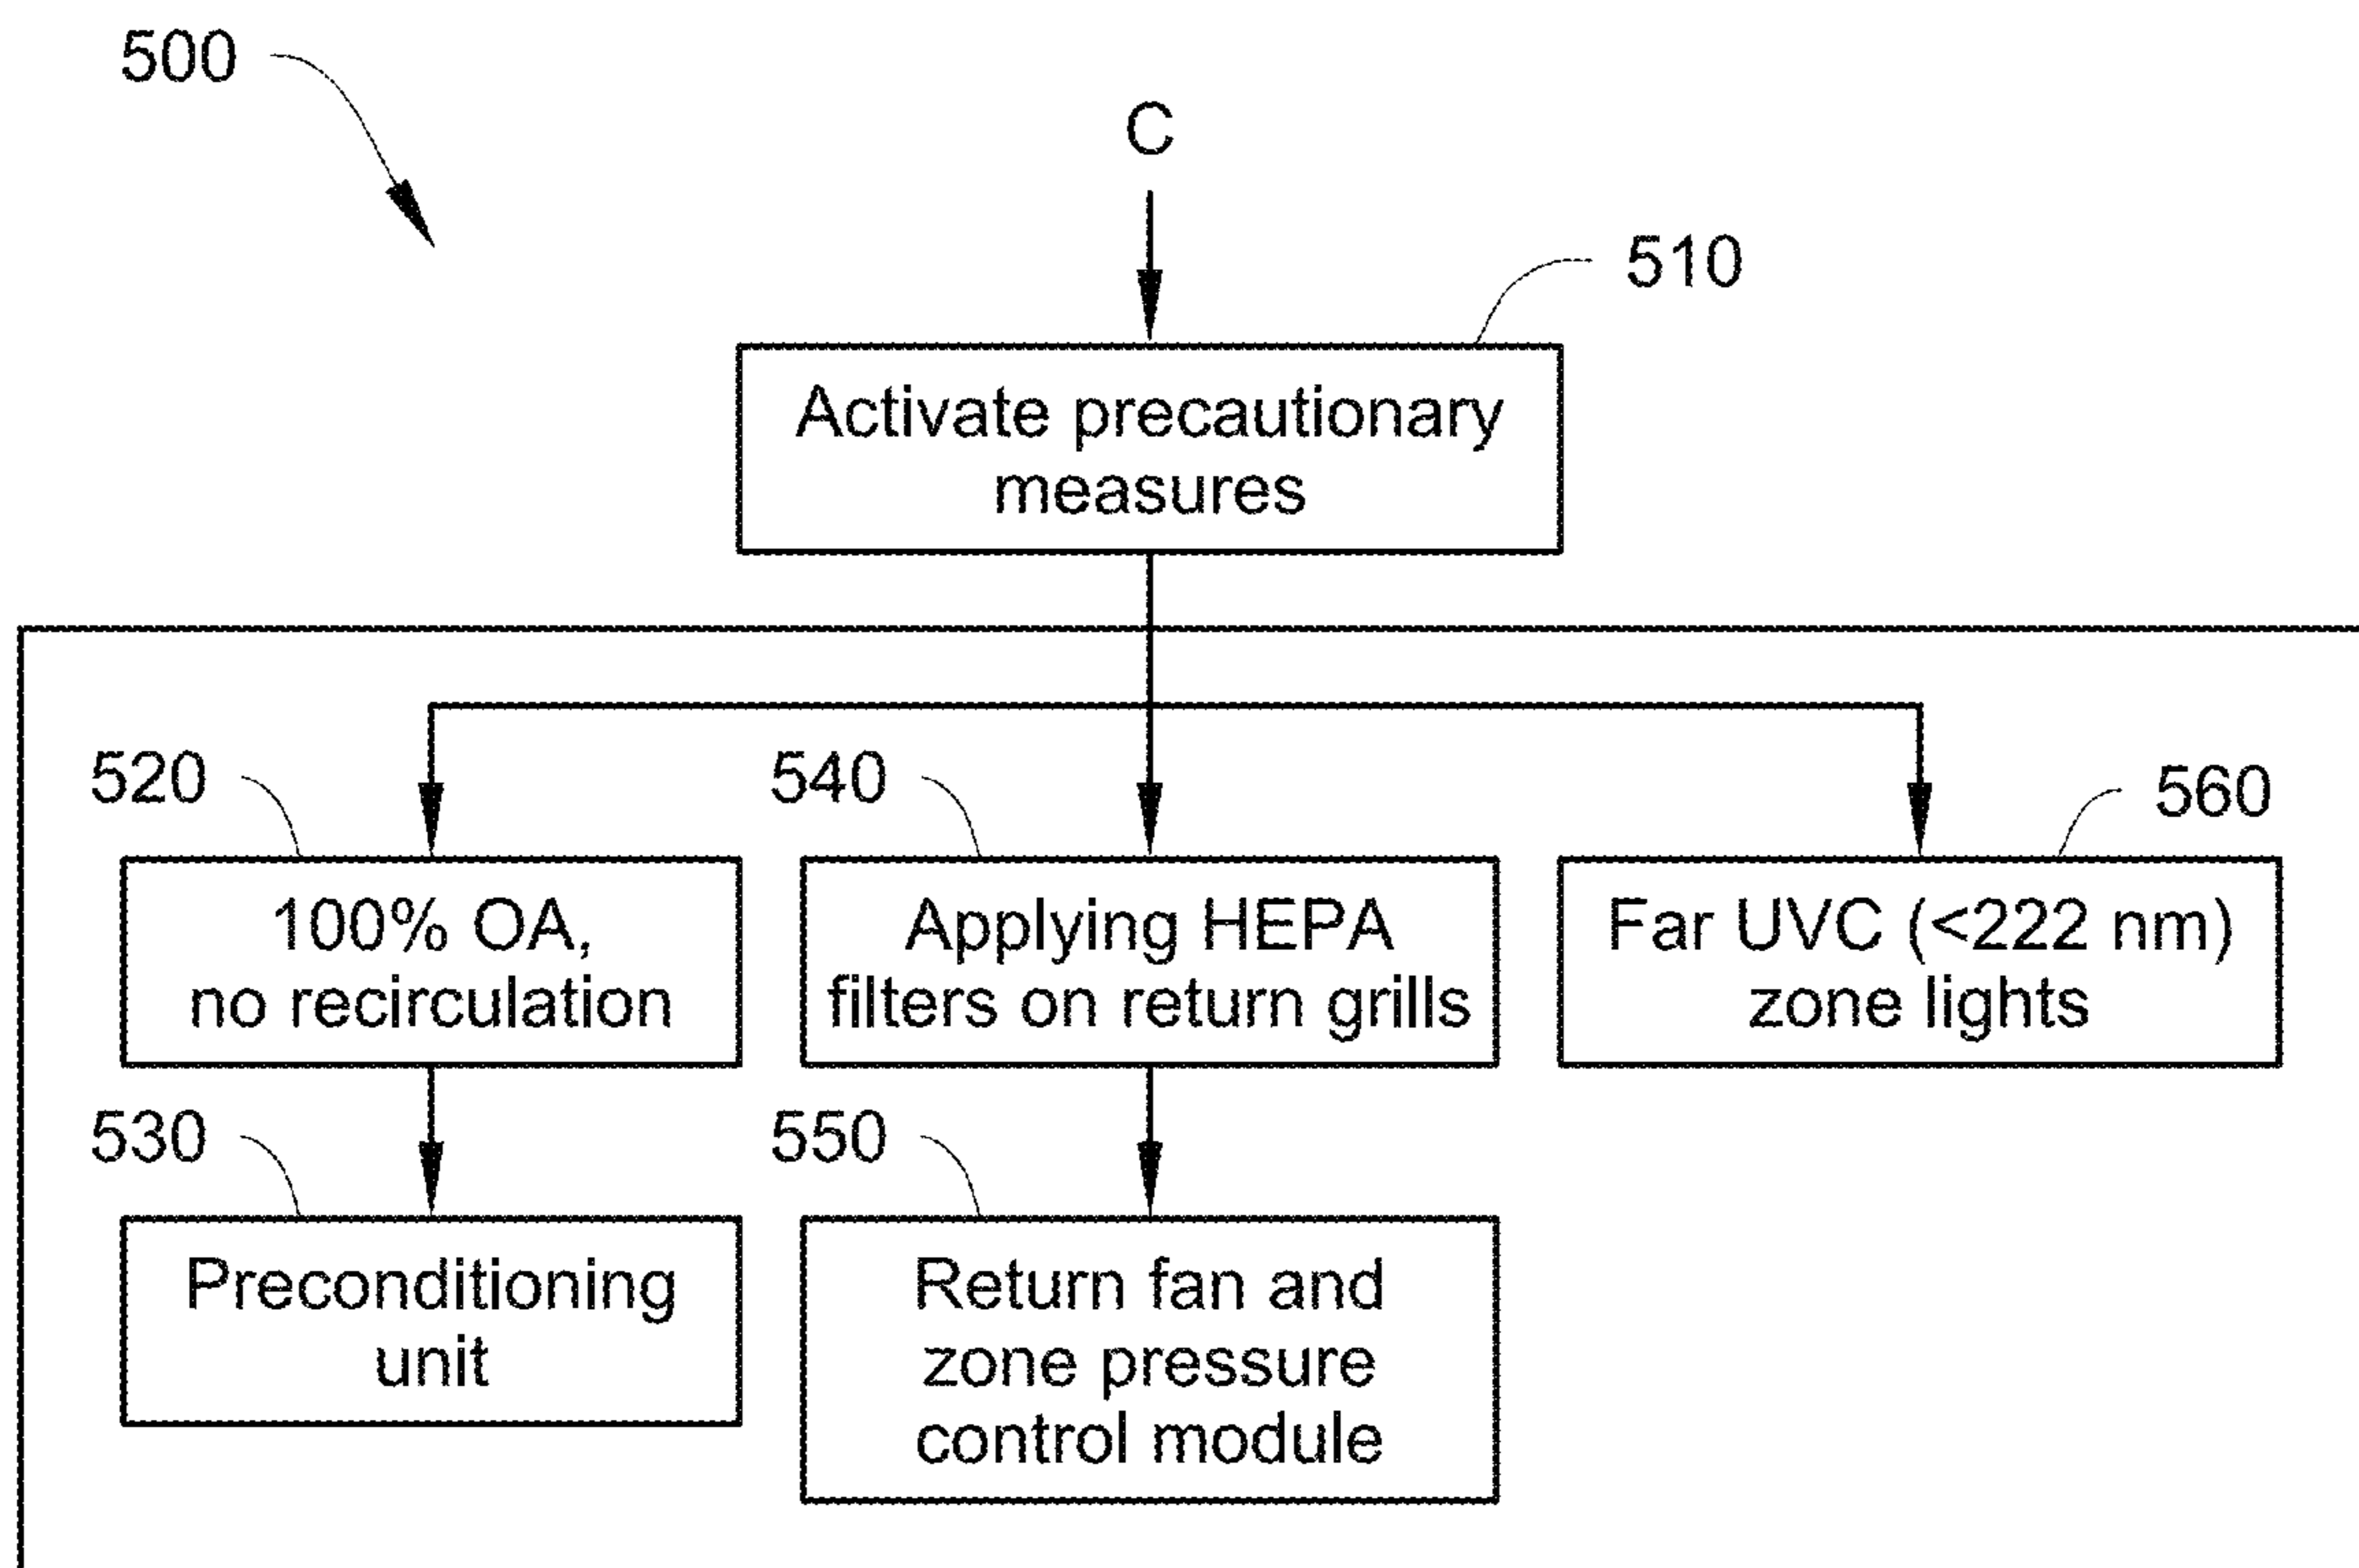 500
C
510
Activate precautionary
measures
520
540
560
100% OA,
no recirculation
Applying HEPA
filters on return grills
Far UVC (<222 nm)
zone lights
530
550
Preconditioning
unit
Return fan and
zone pressure
control module